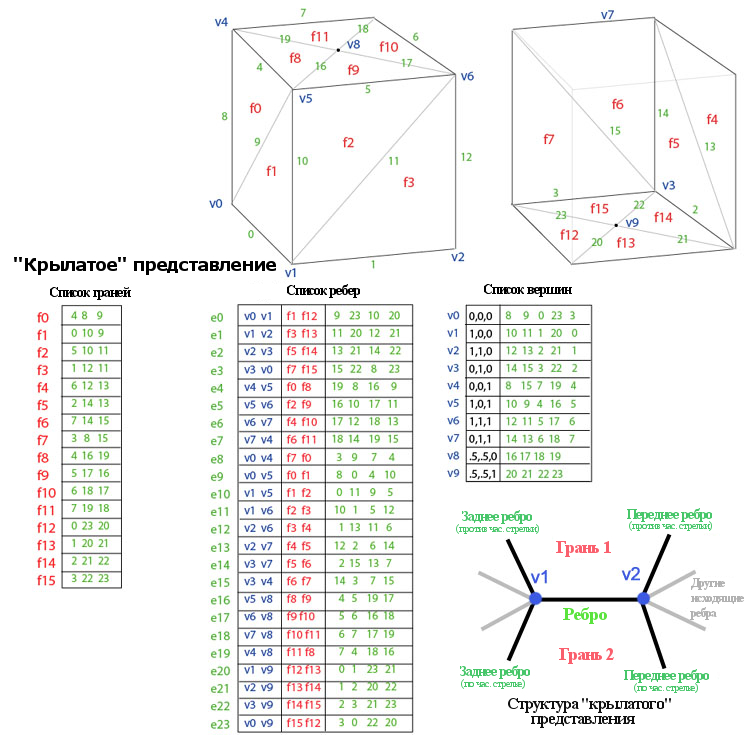 v4
7
v8
18
f11
19
f8
f10
6
16
f9
17
4
v5
5
v6
8
f0
9
f1
10
f2
11
f3
12
v0
0
v1
1
v2
v7
f6
14
f4
15
f5
13
f7
3
v3
23
f15
22
2
v9
f14
f12
20
f13
21
"Крылатое" представление
Список граней
f0 4 8 9
f1 0 10 9
f2 5 10 11
f3 1 12 11
f4 6 12 13
f5 2 14 13
f6 7 14 15
f7 3 8 15
f8 4 16 19
f9 5 17 16
f10 6 18 17
f11 7 19 18
f12 0 23 20
f13 1 20 21
f14 2 21 22
f15 3 22 23
Список ребер
e0 v0 v1 f1 f12 9 23 10 20
e1 v1 v2 f3 f13 11 20 12 21
e2 v2 v3 f5 f14 13 21 14 22
e3 v3 v0 f7 f15 15 22 8 23
e4 v4 v5 f0 f8 19 8 16 9
e5 v5 v6 f2 f9 16 10 17 11
e6 v6 v7 f4 f10 17 12 18 13
e7 v7 v4 f6 f11 18 14 19 15
e8 v0 v4 f7 f0 3 9 7 4
e9 v0 v5 f0 f1 8 0 4 10
e10 v1 v5 f1 f2 0 11 9 5
e11 v1 v6 f2 f3 10 1 5 12
e12 v2 v6 f3 f4 1 13 11 6
e13 v2 v7 f4 f5 12 2 6 14
e14 v3 v7 f5 f6 2 15 13 7
e15 v3 v4 f6 f7 14 3 7 15
e16 v5 v8 f8 f9 4 5 19 17
e17 v6 v8 f9 f10 5 6 16 18
e18 v7 v8 f10 f11 6 7 17 19
e19 v4 v8 f11 f8 7 4 18 16
e20 v1 v9 f12 f13 0 1 23 21
e21 v2 v9 f13 f14 1 2 20 22
e22 v3 v9 f14 f15 2 3 21 23
e23 v0 v9 f15 f12 3 0 22 20
Список вершин
v0 0,0,0 8 9 0 23 3
v1 1,0,0 10 11 1 20 0
v2 1,1,0 12 13 2 21 1
v3 0,1,0 14 15 3 22 2
v4 0,0,1 8 15 7 19 4
v5 1,0,1 10 9 4 16 5
v6 1,1,1 12 11 5 17 6
v7 0,1,1 14 13 6 18 7
v8 .5,.5,0 16 17 18 19
v9 .5,.5,1 20 21 22 23
Заднее ребро
(против час. стрелки)
Переднее ребро
(против час. стрелки)
Грань 1
v1
v2
Другие
исходящие
ребра
Ребро
Грань 2
Заднее ребро
(по час. стрелке)
Переднее ребро
(по час. стрелке)
Структура "крылатого"
представления